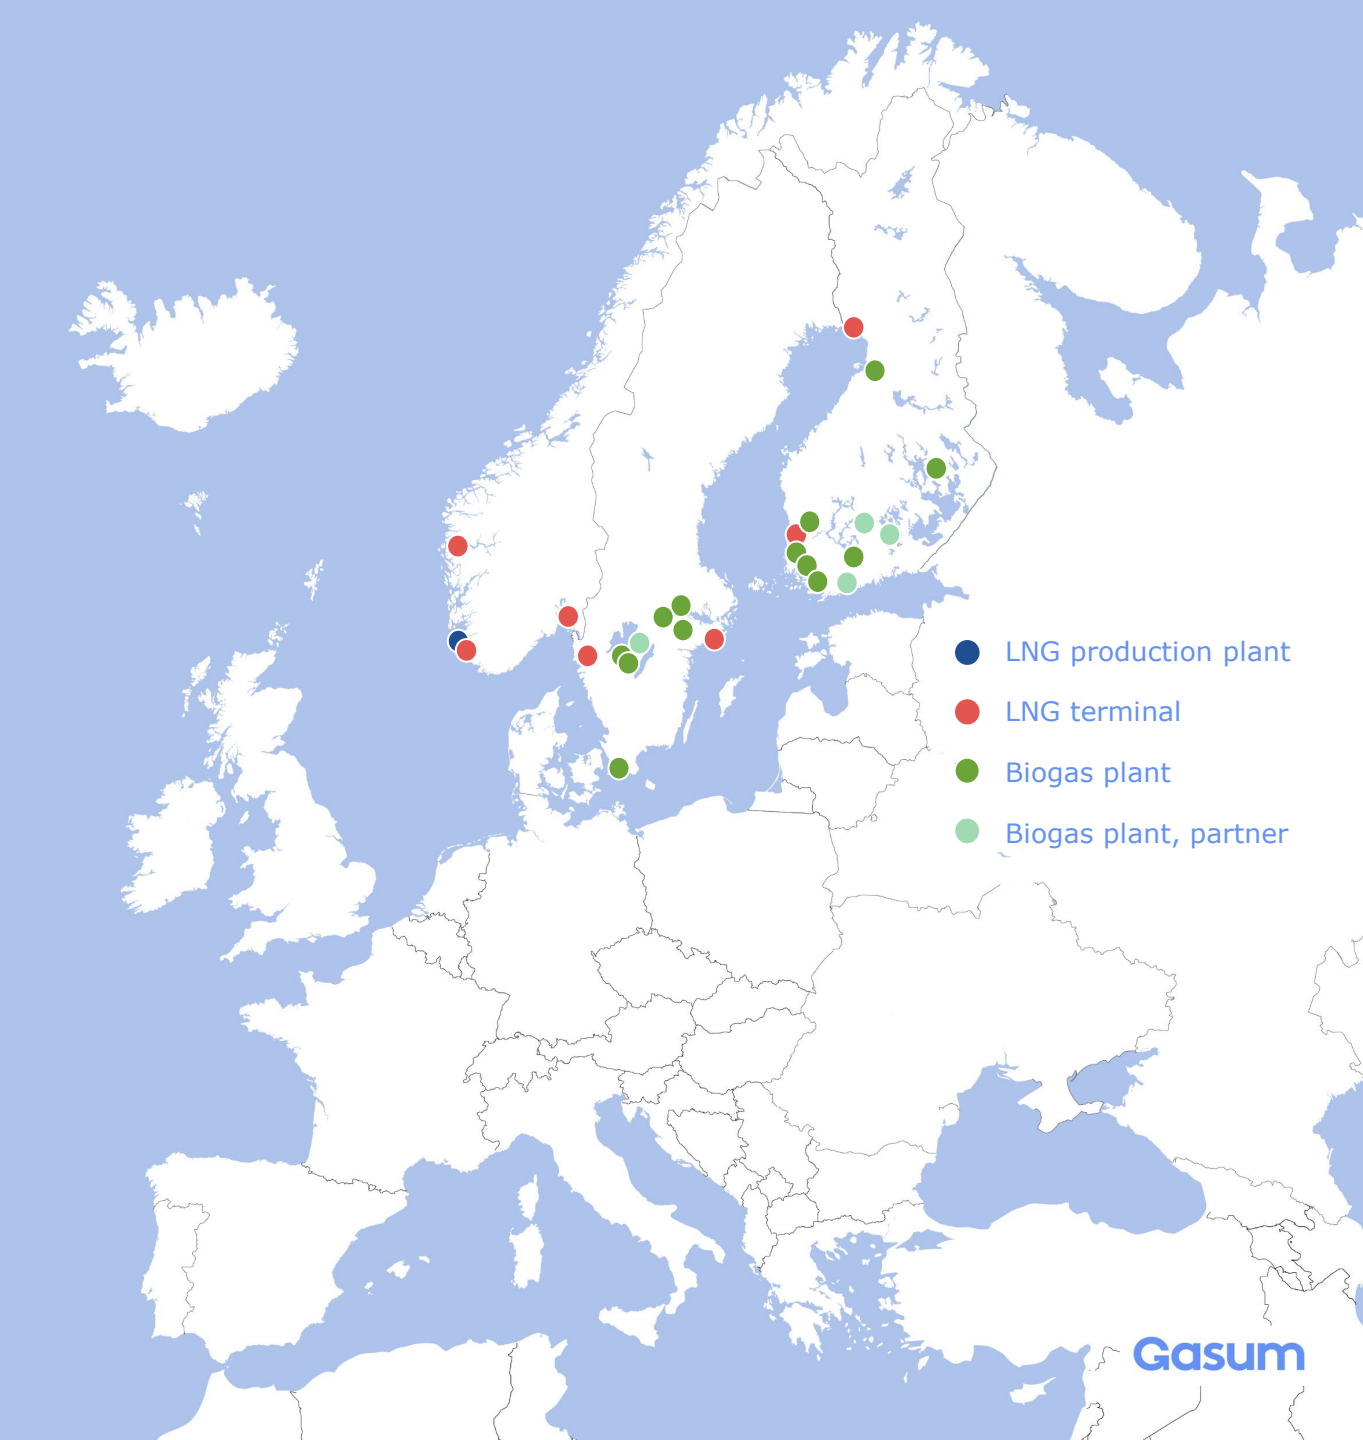 LNG production plant
LNG terminal
Biogas plant
Biogas plant, partner
Gasum